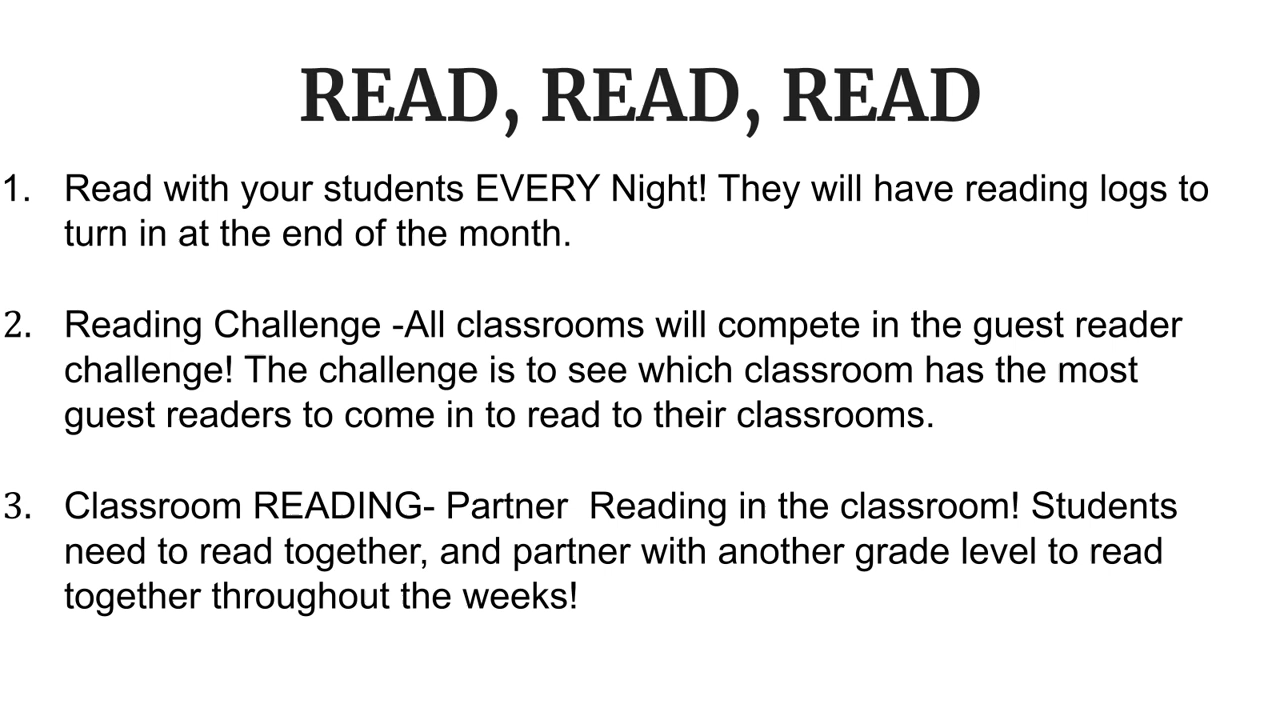 READ, READ, READ
1. Read with your students EVERY Night! They will have reading logs to
turn in at the end of the month.
2. Reading Challenge -All classrooms will compete in the guest reader
challenge! The challenge is to see which classroom has the most
guest readers to come in to read to their classrooms.
3. Classroom READING- Partner  Reading in the classroom! Students
need to read together, and partner with another grade level to read
together throughout the weeks!